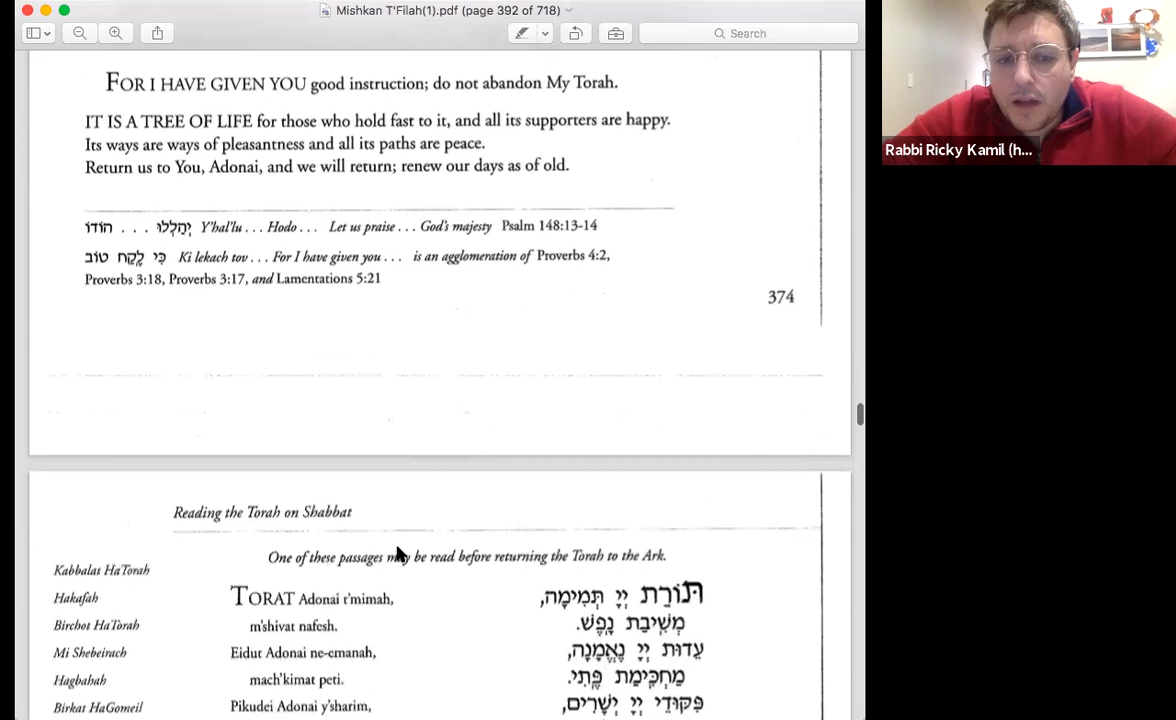 Mishkan T'Filah(1).pdf (page 392 of 718)
Search
FOR I HAVE GIVEN YOU good instruction; do not abandon My Torah.
IT IS A TREE OF LIFE for those who hold fast to it, and all its supporters are happy.
Its ways are ways of pleasantness and all its paths are peace.
Return us to You, Adonai, and we will return; renew our days as of old.
יְהַלְלוּ . . . הוֹדוֹ Y'hal'lu . . . Hodo . . . Let us praise . . . God's majesty Psalm 148:13-14
כִּי לֶקַח טוֹב Ki lekach tov . . . For I have given you . . . is an agglomeration of Proverbs 4:2,
Proverbs 3:18, Proverbs 3:17, and Lamentations 5:21
374
Reading the Torah on Shabbat
One of these passages may be read before returning the Torah to the Ark.
Kabbalat HaTorah
Hakafah
Birchot HaTorah
Mi Shebeirach
Hagbahah
Birkat HaGomeil
TORAT Adonai t'mimah,
m'shivat nafesh.
Eidut Adonai ne-emanah,
mach'kimat peti.
Pikudei Adonai y'sharim,
תּוֹרַת יְיָ תְּמִימָה,
מְשִׁיבַת נָֽפֶשׁ.
עֵדוּת יְיָ נֶאֱמָנָה,
מַחְכִּֽימַת פֶּֽתִי.
פִּקּוּדֵי יְיָ יְשָׁרִים,
Rabbi Ricky Kamil (h...